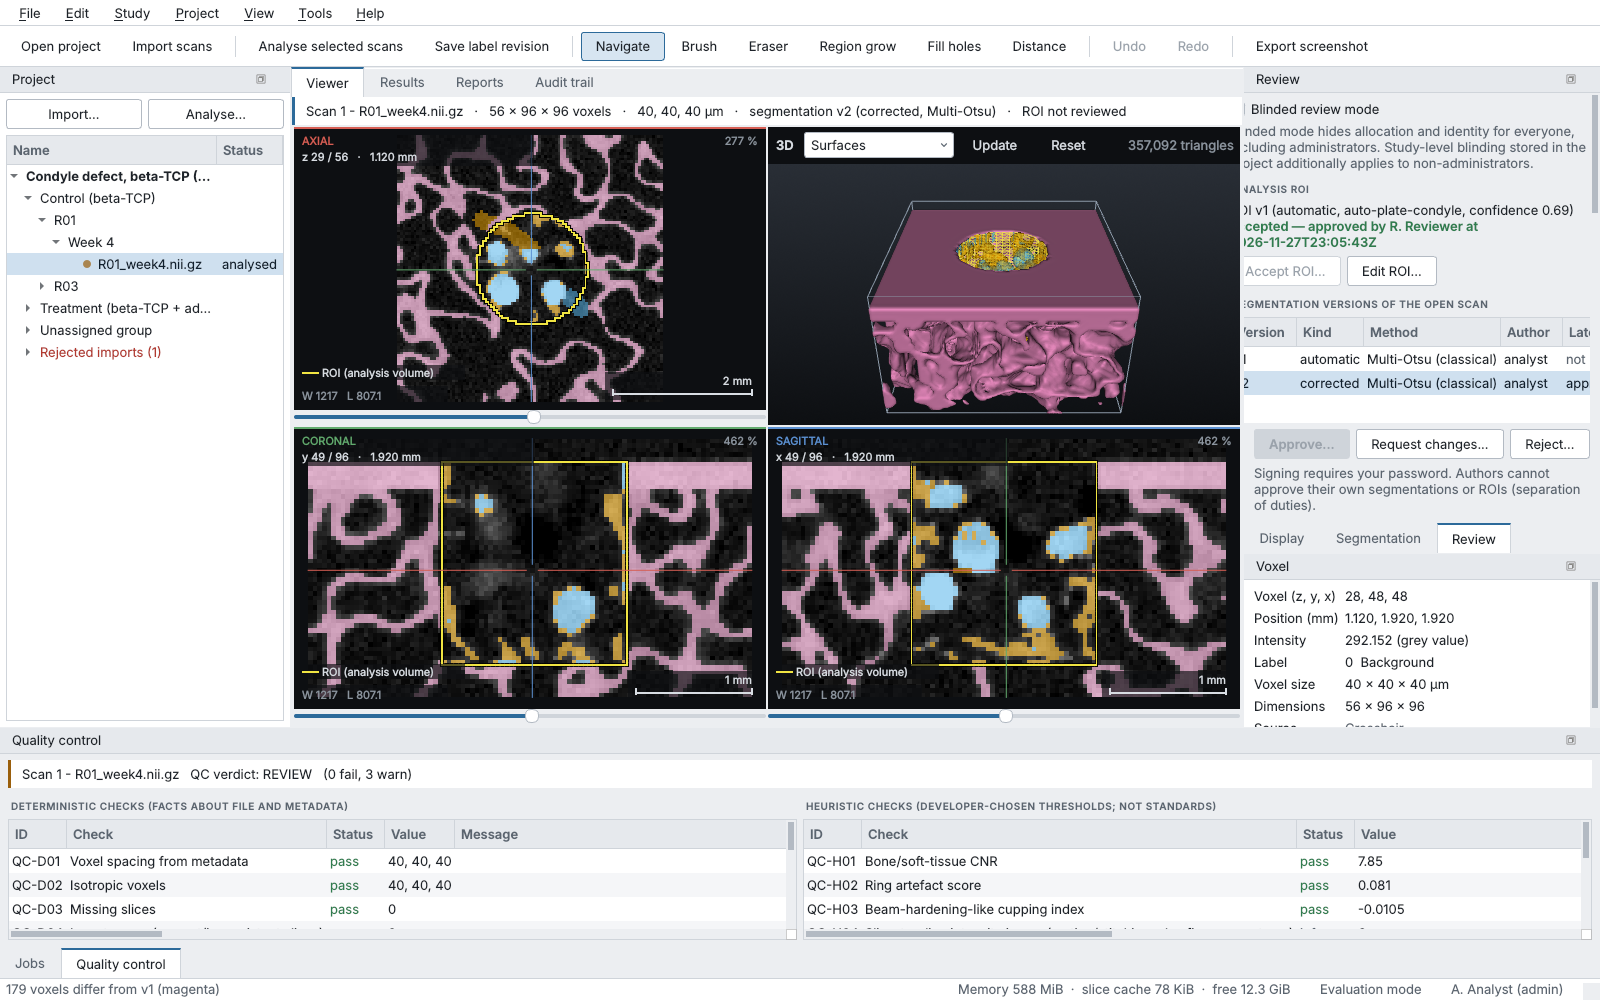 File Edit Study Project View Tools Help
Open project Import scans Analyse selected scans Save label revision Navigate Brush Eraser Region grow Fill holes Distance Undo Redo Export screenshot
Project
Import... Analyse...
Name Status
Condyle defect, beta-TCP (...
Control (beta-TCP)
R01
Week 4
R01_week4.nii.gz analysed
R03
Treatment (beta-TCP + ad...
Unassigned group
Rejected imports (1)
Viewer Results Reports Audit trail
Scan 1 - R01_week4.nii.gz · 56 × 96 × 96 voxels · 40, 40, 40 µm · segmentation v2 (corrected, Multi-Otsu) · ROI not reviewed
AXIAL 277 %
z 29 / 56 · 1.120 mm
ROI (analysis volume)
2 mm
W 1217 L 807.1
3D Surfaces Update Reset 357,092 triangles
CORONAL 462 %
y 49 / 96 · 1.920 mm
ROI (analysis volume)
1 mm
W 1217 L 807.1
SAGITTAL 462 %
x 49 / 96 · 1.920 mm
ROI (analysis volume)
1 mm
W 1217 L 807.1
Review
Blinded review mode
nded mode hides allocation and identity for everyone,
cluding administrators. Study-level blinding stored in the
oject additionally applies to non-administrators.
NALYSIS ROI
OI v1 (automatic, auto-plate-condyle, confidence 0.69)
cepted — approved by R. Reviewer at
026-11-27T23:05:43Z
Accept ROI... Edit ROI...
EGMENTATION VERSIONS OF THE OPEN SCAN
ersion Kind Method Author Late
automatic Multi-Otsu (classical) analyst not
2 corrected Multi-Otsu (classical) analyst app
Approve... Request changes... Reject...
Signing requires your password. Authors cannot
approve their own segmentations or ROIs (separation
of duties).
Display Segmentation Review
Voxel
Voxel (z, y, x) 28, 48, 48
Position (mm) 1.120, 1.920, 1.920
Intensity 292.152 (grey value)
Label 0 Background
Voxel size 40 × 40 × 40 µm
Dimensions 56 × 96 × 96
Quality control
Scan 1 - R01_week4.nii.gz QC verdict: REVIEW (0 fail, 3 warn)
DETERMINISTIC CHECKS (FACTS ABOUT FILE AND METADATA)
ID Check Status Value Message
QC-D01 Voxel spacing from metadata pass 40, 40, 40
QC-D02 Isotropic voxels pass 40, 40, 40
QC-D03 Missing slices pass 0
HEURISTIC CHECKS (DEVELOPER-CHOSEN THRESHOLDS; NOT STANDARDS)
ID Check Status Value
QC-H01 Bone/soft-tissue CNR pass 7.85
QC-H02 Ring artefact score pass 0.081
QC-H03 Beam-hardening-like cupping index pass -0.0105
Jobs Quality control
179 voxels differ from v1 (magenta) Memory 588 MiB · slice cache 78 KiB · free 12.3 GiB Evaluation mode A. Analyst (admin)